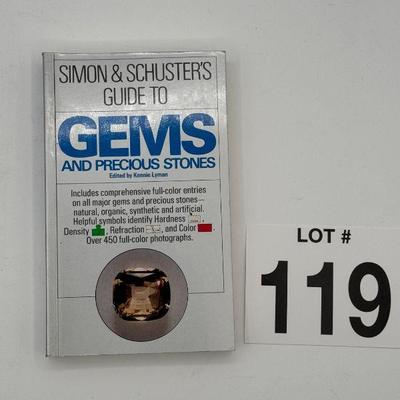 SIMON & SCHUSTER'S
GUIDE TO
GEMS
AND PRECIOUS STONES
Edited by Kennie Lyman
Includes comprehensive full-color entries
on all major gems and precious stones—
natural, organic, synthetic and artificial.
Helpful symbols identify Hardness
Density , Refraction , and Color .
Over 450 full-color photographs.
LOT #
119